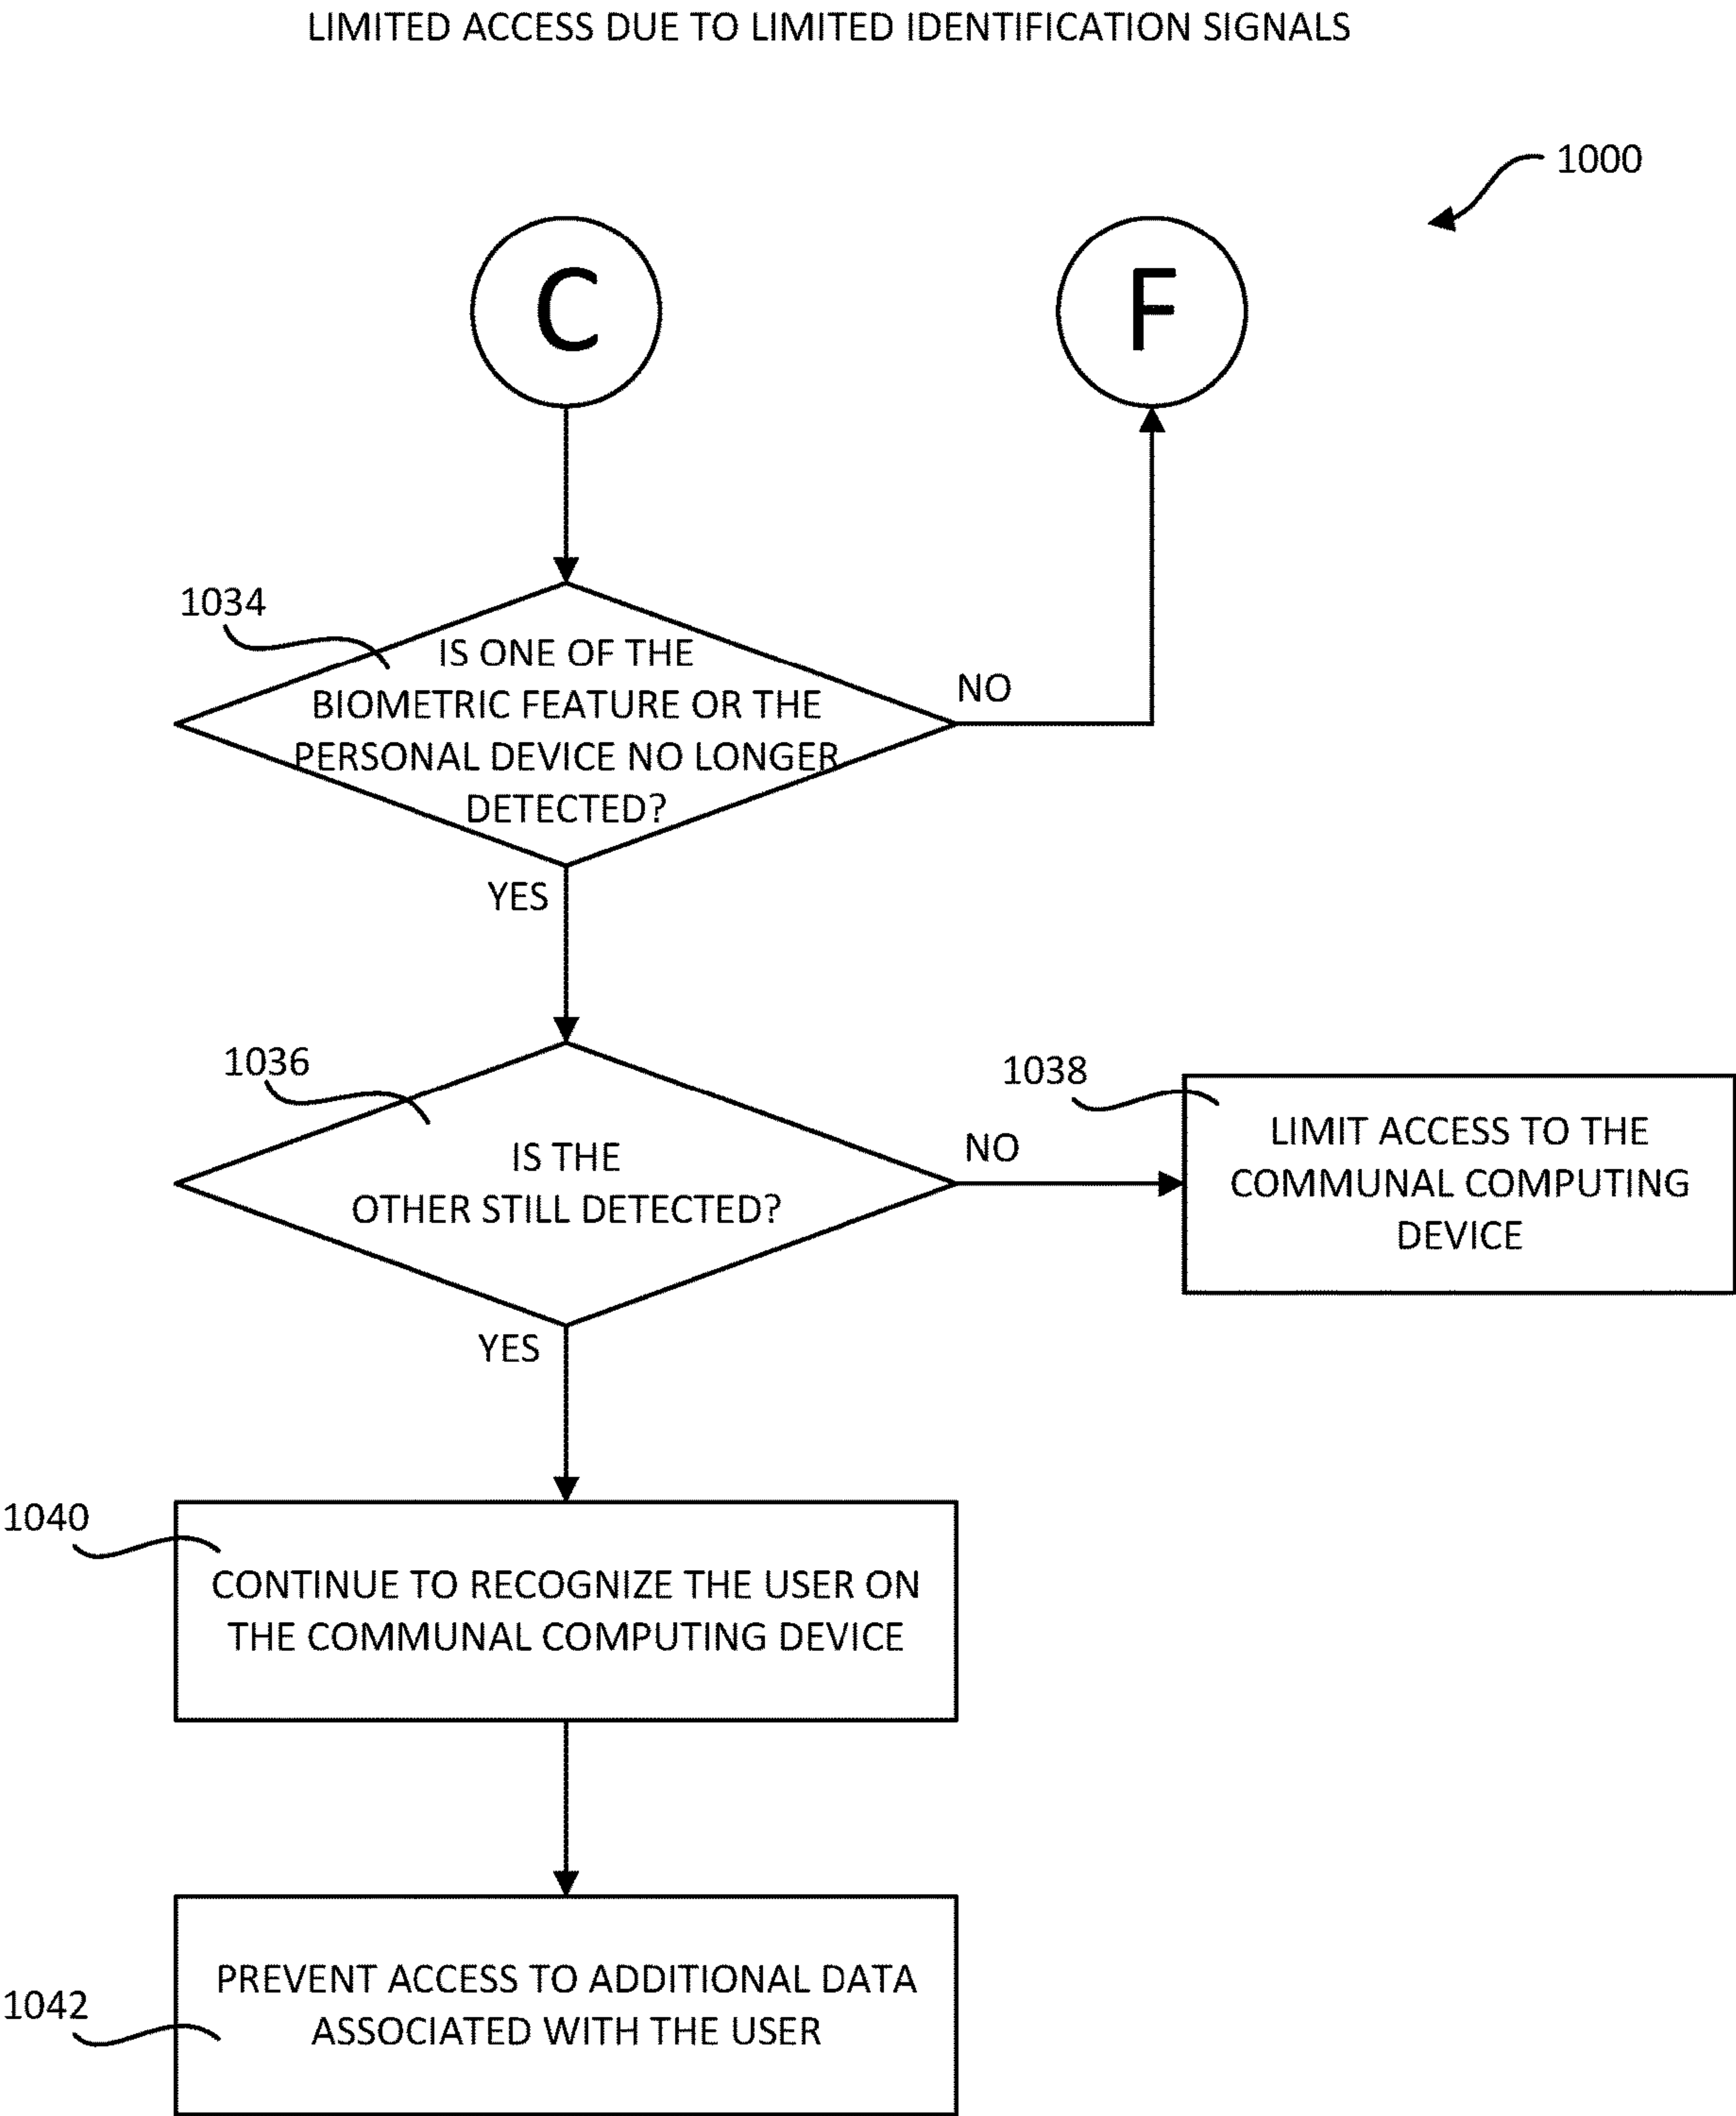 LIMITED ACCESS DUE TO LIMITED IDENTIFICATION SIGNALS
1000
C
F
1034
IS ONE OF THE
BIOMETRIC FEATURE OR THE
PERSONAL DEVICE NO LONGER
DETECTED?
NO
YES
1036
IS THE
OTHER STILL DETECTED?
NO
1038
LIMIT ACCESS TO THE
COMMUNAL COMPUTING
DEVICE
YES
1040
CONTINUE TO RECOGNIZE THE USER ON
THE COMMUNAL COMPUTING DEVICE
1042
PREVENT ACCESS TO ADDITIONAL DATA
ASSOCIATED WITH THE USER